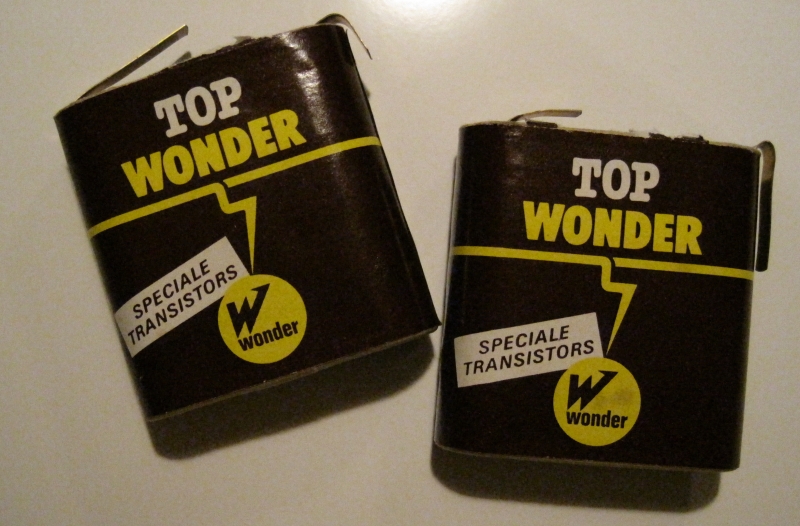 TOP
WONDER
SPECIALE
TRANSISTORS
W
wonder
TOP
WONDER
SPECIALE
TRANSISTORS
W
wonder